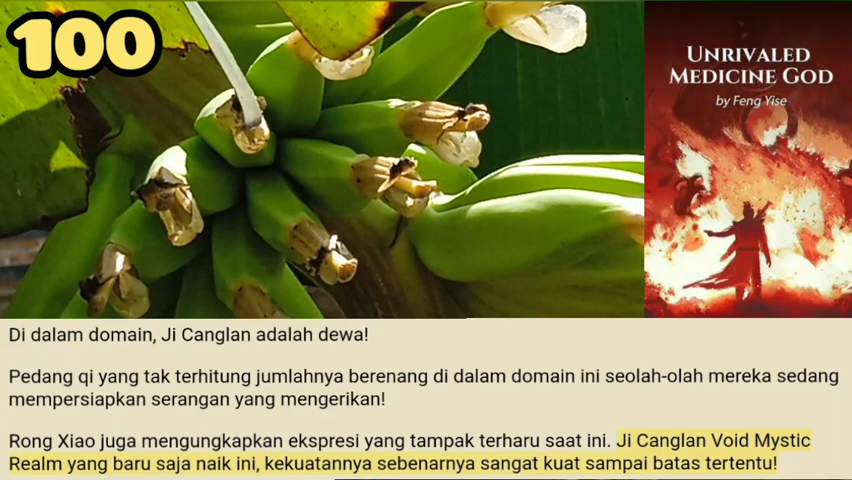 100
UNRIVALED
MEDICINE GOD
by Feng Yise
Di dalam domain, Ji Canglan adalah dewa!
Pedang qi yang tak terhitung jumlahnya berenang di dalam domain ini seolah-olah mereka sedang
mempersiapkan serangan yang mengerikan!
Rong Xiao juga mengungkapkan ekspresi yang tampak terharu saat ini. Ji Canglan Void Mystic
Realm yang baru saja naik ini, kekuatannya sebenarnya sangat kuat sampai batas tertentu!